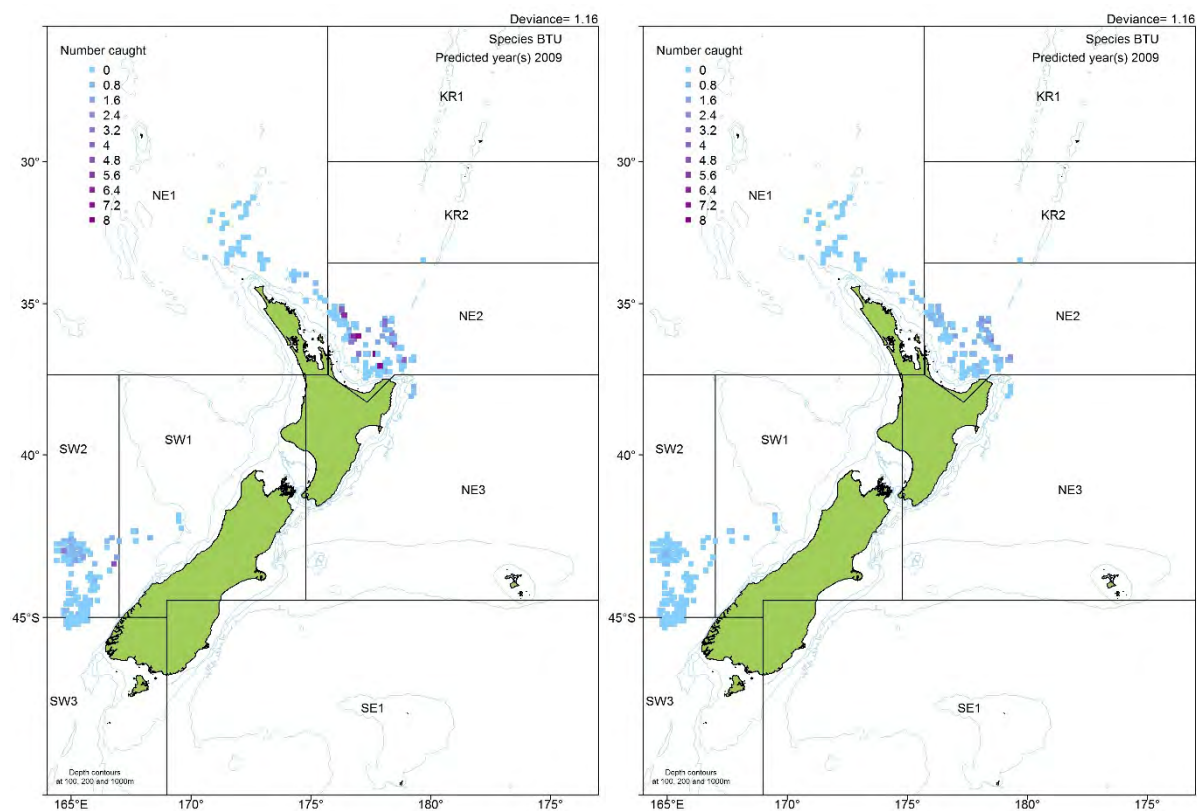 Deviance= 1.16
Species BTU
Predicted year(s) 2009
Number caught
0
0.8
1.6
2.4
3.2
4
4.8
5.6
6.4
7.2
8
KR1
30°
NE1
KR2
35°
NE2
SW2
SW1
40°
NE3
45°S
SW3
SE1
Depth contours
at 100, 200 and 1000m
165°E
170°
175°
180°
175°
Deviance= 1.16
Species BTU
Predicted year(s) 2009
Number caught
0
0.8
1.6
2.4
3.2
4
4.8
5.6
6.4
7.2
8
KR1
30°
NE1
KR2
35°
NE2
SW2
SW1
40°
NE3
45°S
SW3
SE1
Depth contours
at 100, 200 and 1000m
165°E
170°
175°
180°
175°